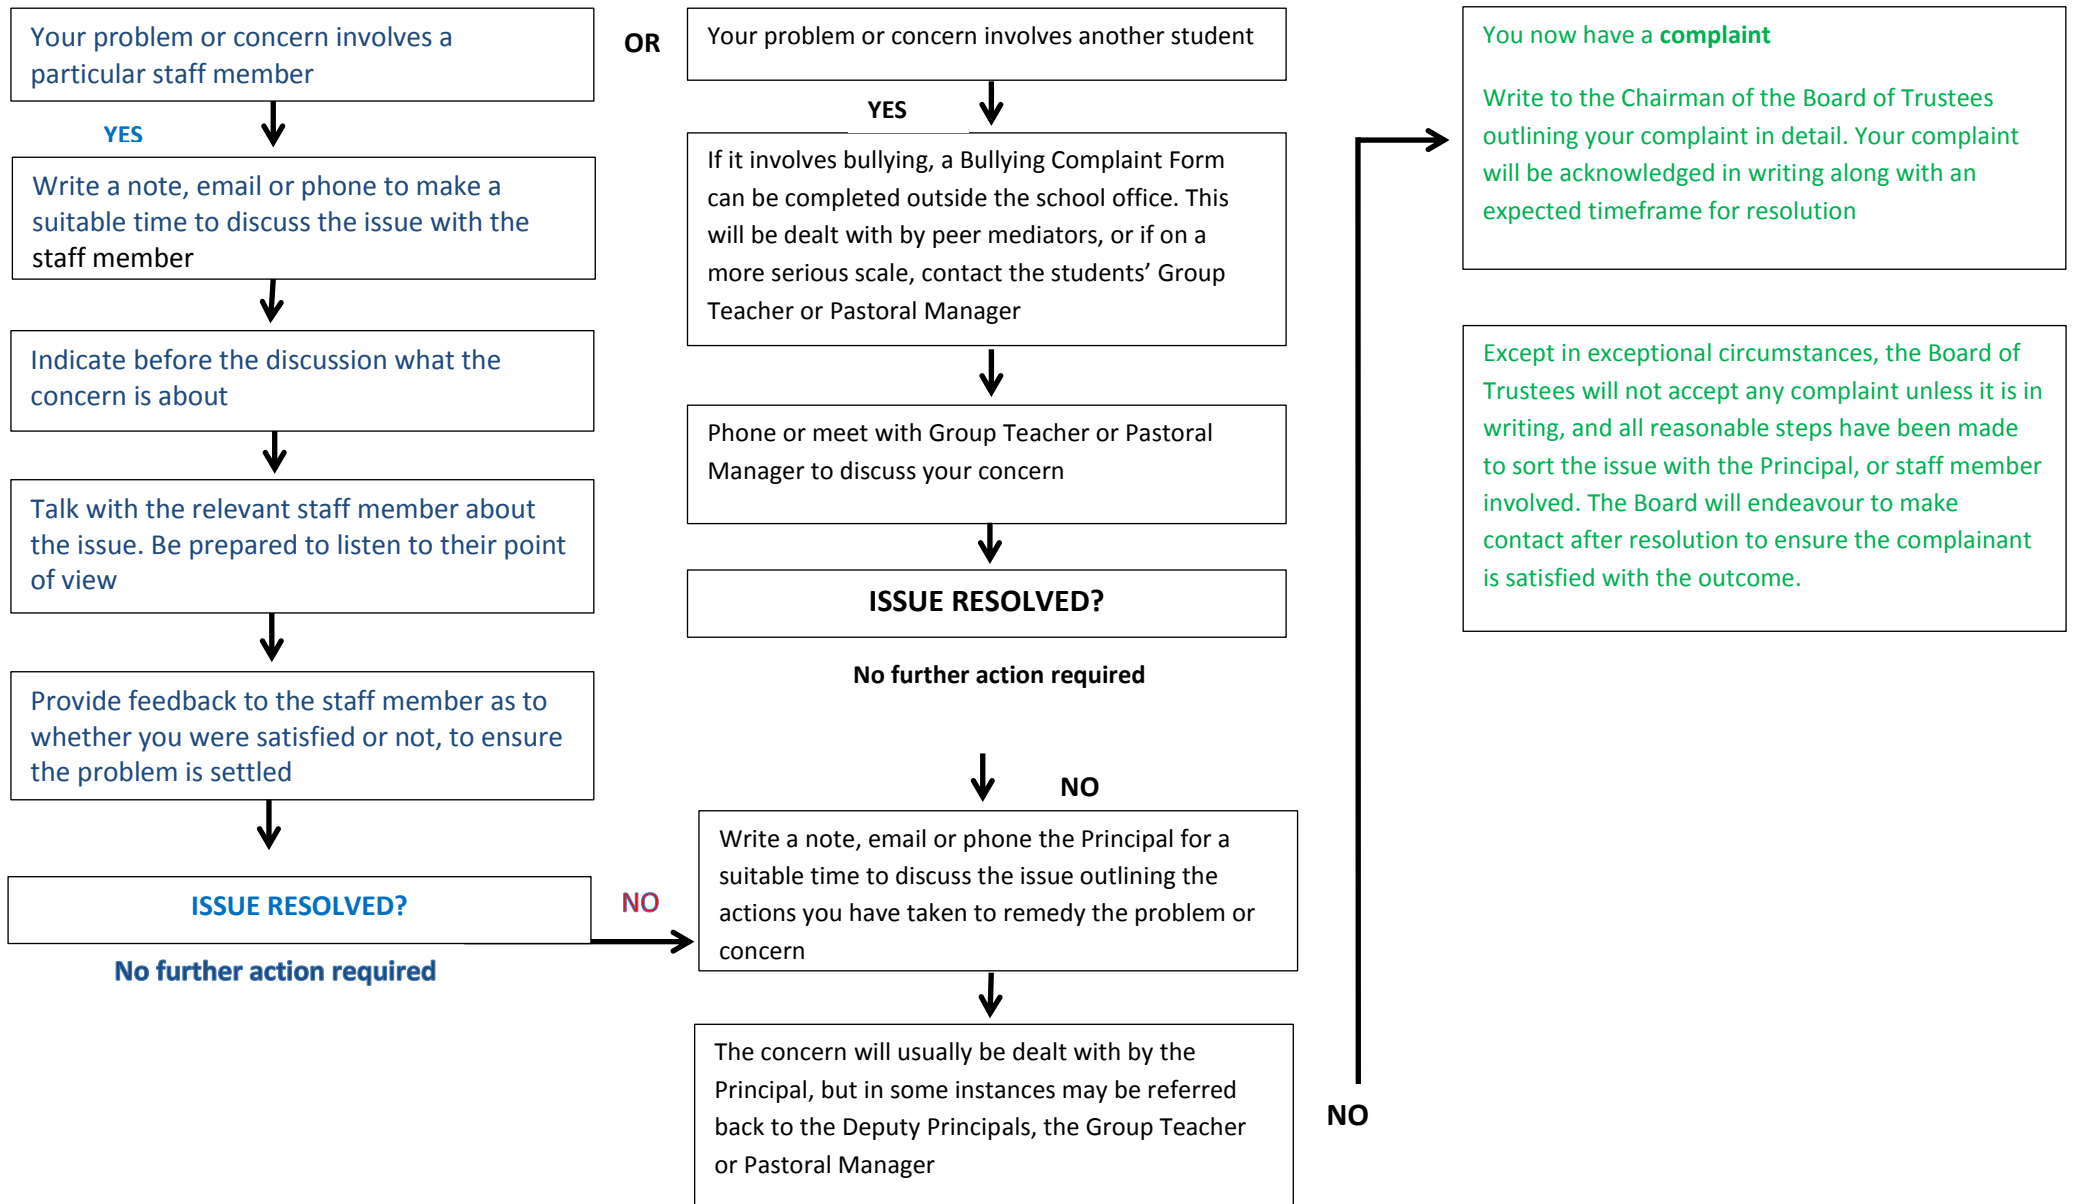 Your problem or concern involves a
particular staff member
YES
Write a note, email or phone to make a
suitable time to discuss the issue with the
staff member
Indicate before the discussion what the
concern is about
Talk with the relevant staff member about
the issue. Be prepared to listen to their point
of view
Provide feedback to the staff member as to
whether you were satisfied or not, to ensure
the problem is settled
ISSUE RESOLVED?
No further action required
NO
OR
Your problem or concern involves another student
YES
If it involves bullying, a Bullying Complaint Form
can be completed outside the school office. This
will be dealt with by peer mediators, or if on a
more serious scale, contact the students’ Group
Teacher or Pastoral Manager
Phone or meet with Group Teacher or Pastoral
Manager to discuss your concern
ISSUE RESOLVED?
No further action required
NO
Write a note, email or phone the Principal for a
suitable time to discuss the issue outlining the
actions you have taken to remedy the problem or
concern
The concern will usually be dealt with by the
Principal, but in some instances may be referred
back to the Deputy Principals, the Group Teacher
or Pastoral Manager
NO
You now have a complaint
Write to the Chairman of the Board of Trustees
outlining your complaint in detail. Your complaint
will be acknowledged in writing along with an
expected timeframe for resolution
Except in exceptional circumstances, the Board of
Trustees will not accept any complaint unless it is in
writing, and all reasonable steps have been made
to sort the issue with the Principal, or staff member
involved. The Board will endeavour to make
contact after resolution to ensure the complainant
is satisfied with the outcome.